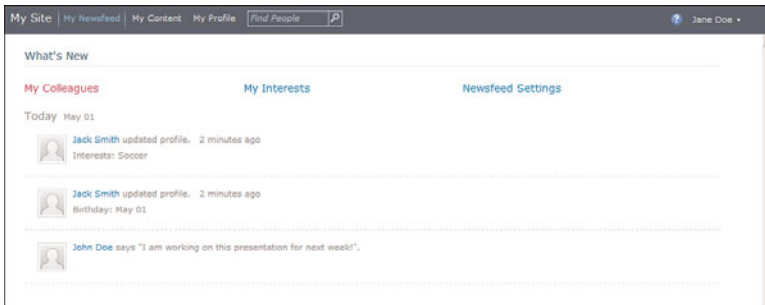 My Site | My Newsfeed | My Content My Profile Find People Jane Doe
What's New
My Colleagues My Interests Newsfeed Settings
Today May 01
Jack Smith updated profile. 2 minutes ago
Interests: Soccer
Jack Smith updated profile. 2 minutes ago
Birthday: May 01
John Doe says "I am working on this presentation for next week!".